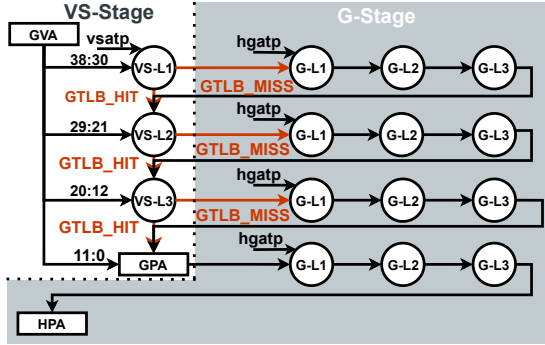 VS-Stage
G-Stage
GVA
vsatp
hgatp
38:30
VS-L1
G-L1
G-L2
G-L3
GTLB_HIT
GTLB_MISS
hgatp
29:21
VS-L2
G-L1
G-L2
G-L3
GTLB_HIT
GTLB_MISS
hgatp
20:12
VS-L3
G-L1
G-L2
G-L3
GTLB_HIT
GTLB_MISS
hgatp
11:0
GPA
G-L1
G-L2
G-L3
HPA